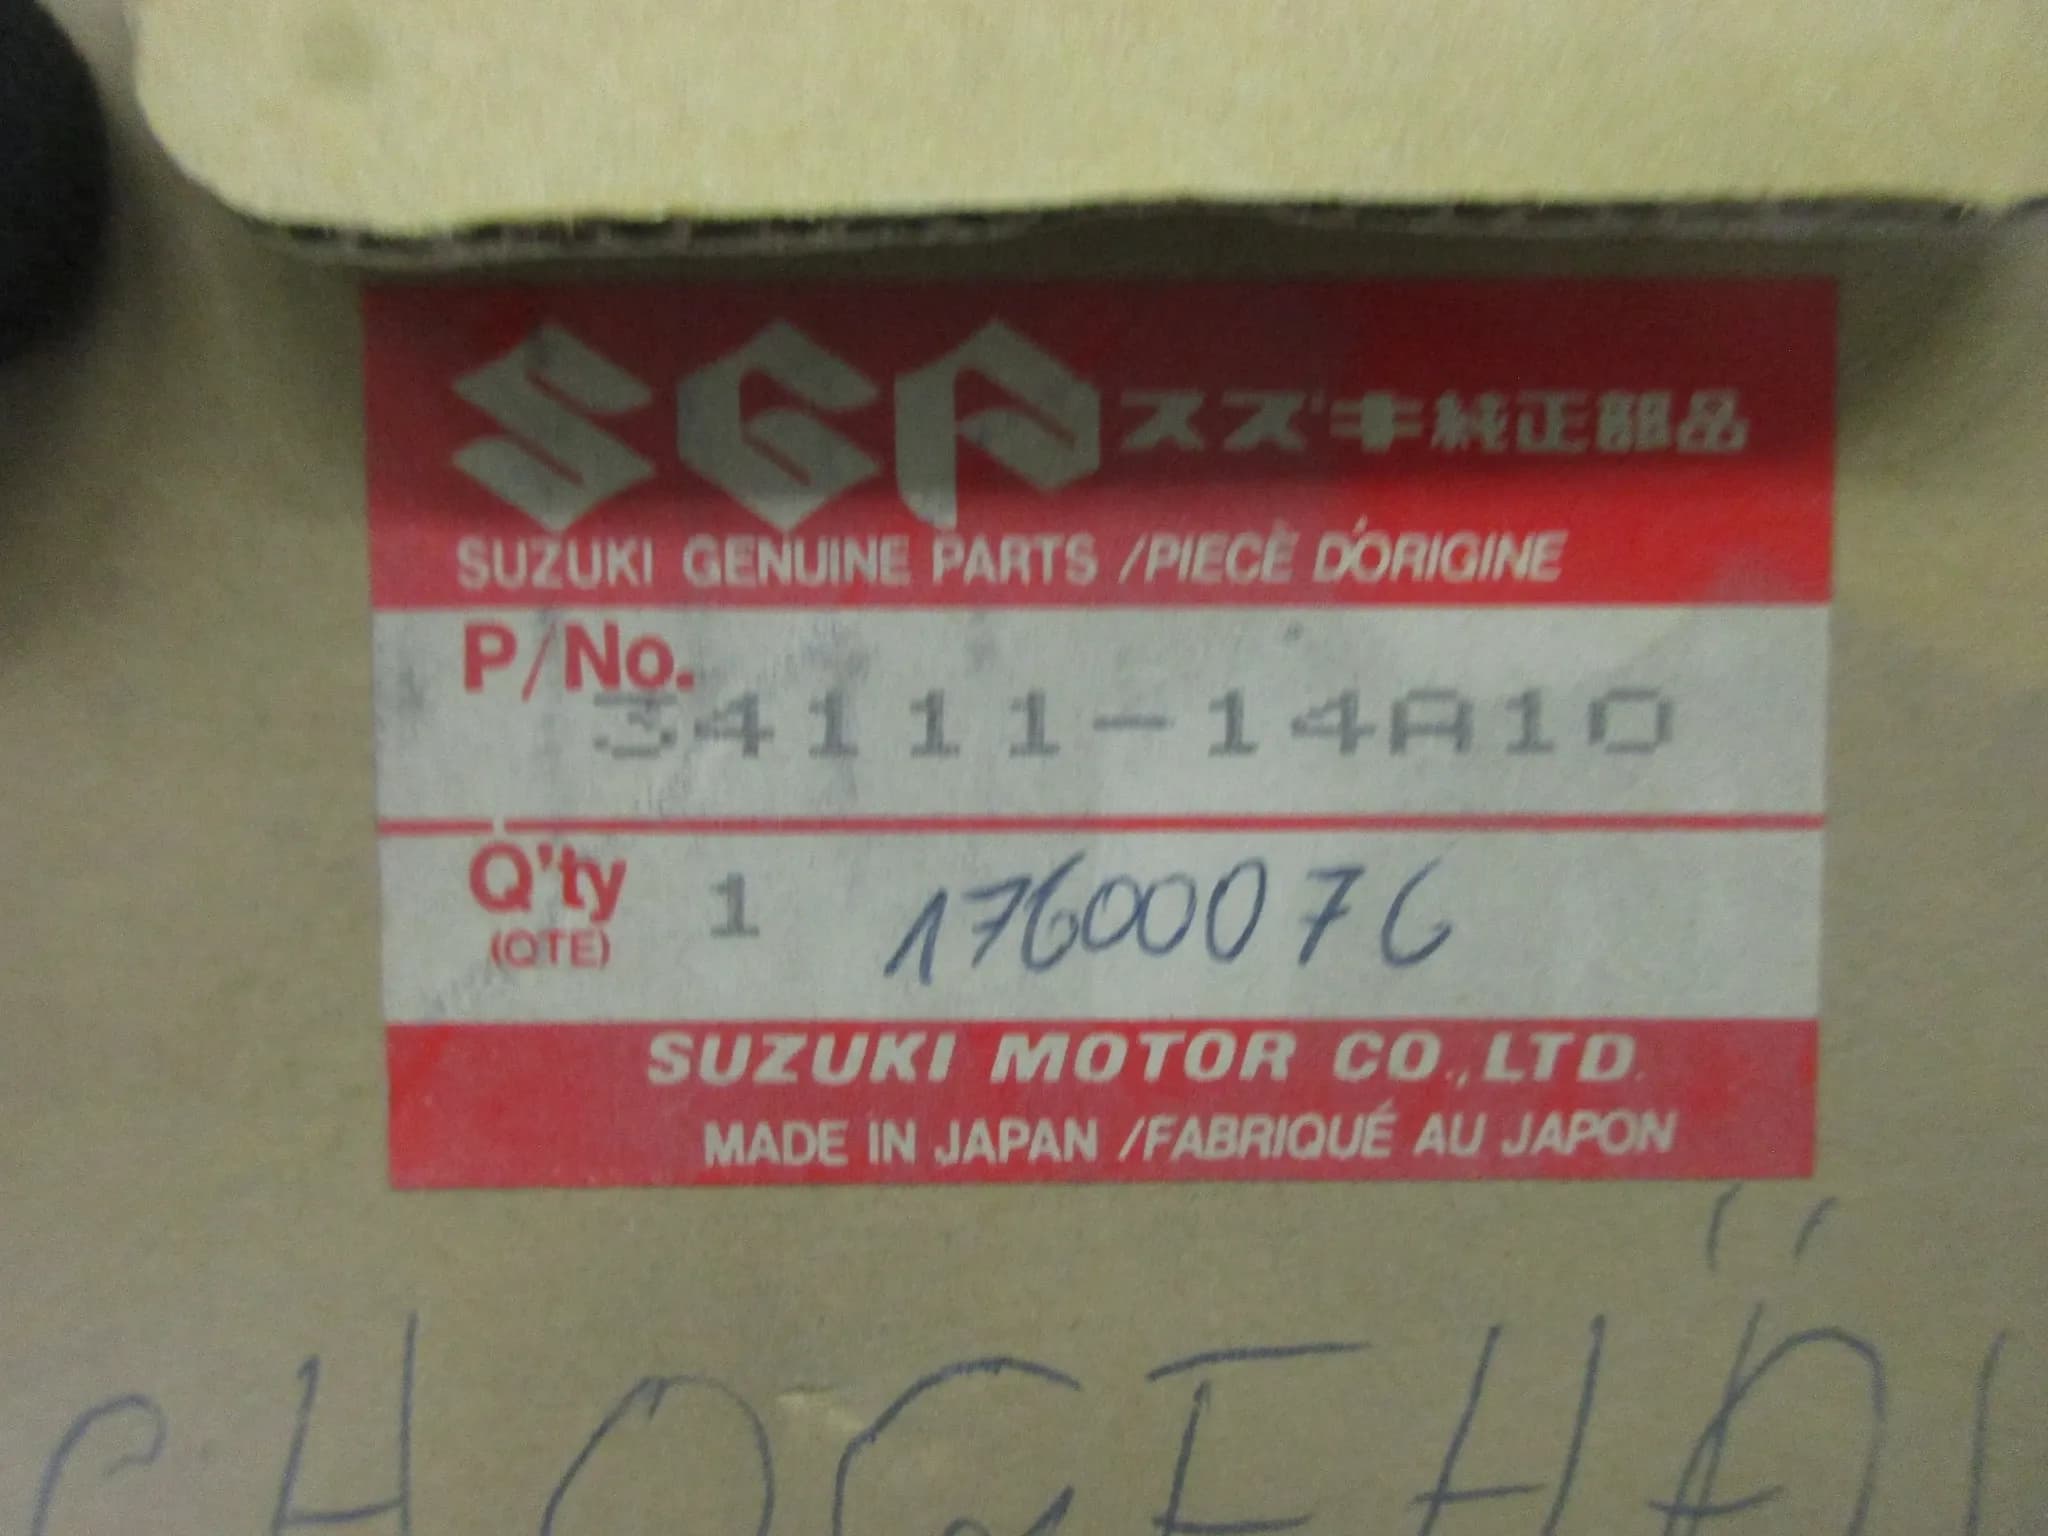 SGP スズキ純正部品
SUZUKI GENUINE PARTS /PIECÈ D'ORIGINE
P/No.
34111-14A10
Q'ty 1 17600076
(QTE)
SUZUKI MOTOR CO.,LTD.
MADE IN JAPAN /FABRIQUÉ AU JAPON